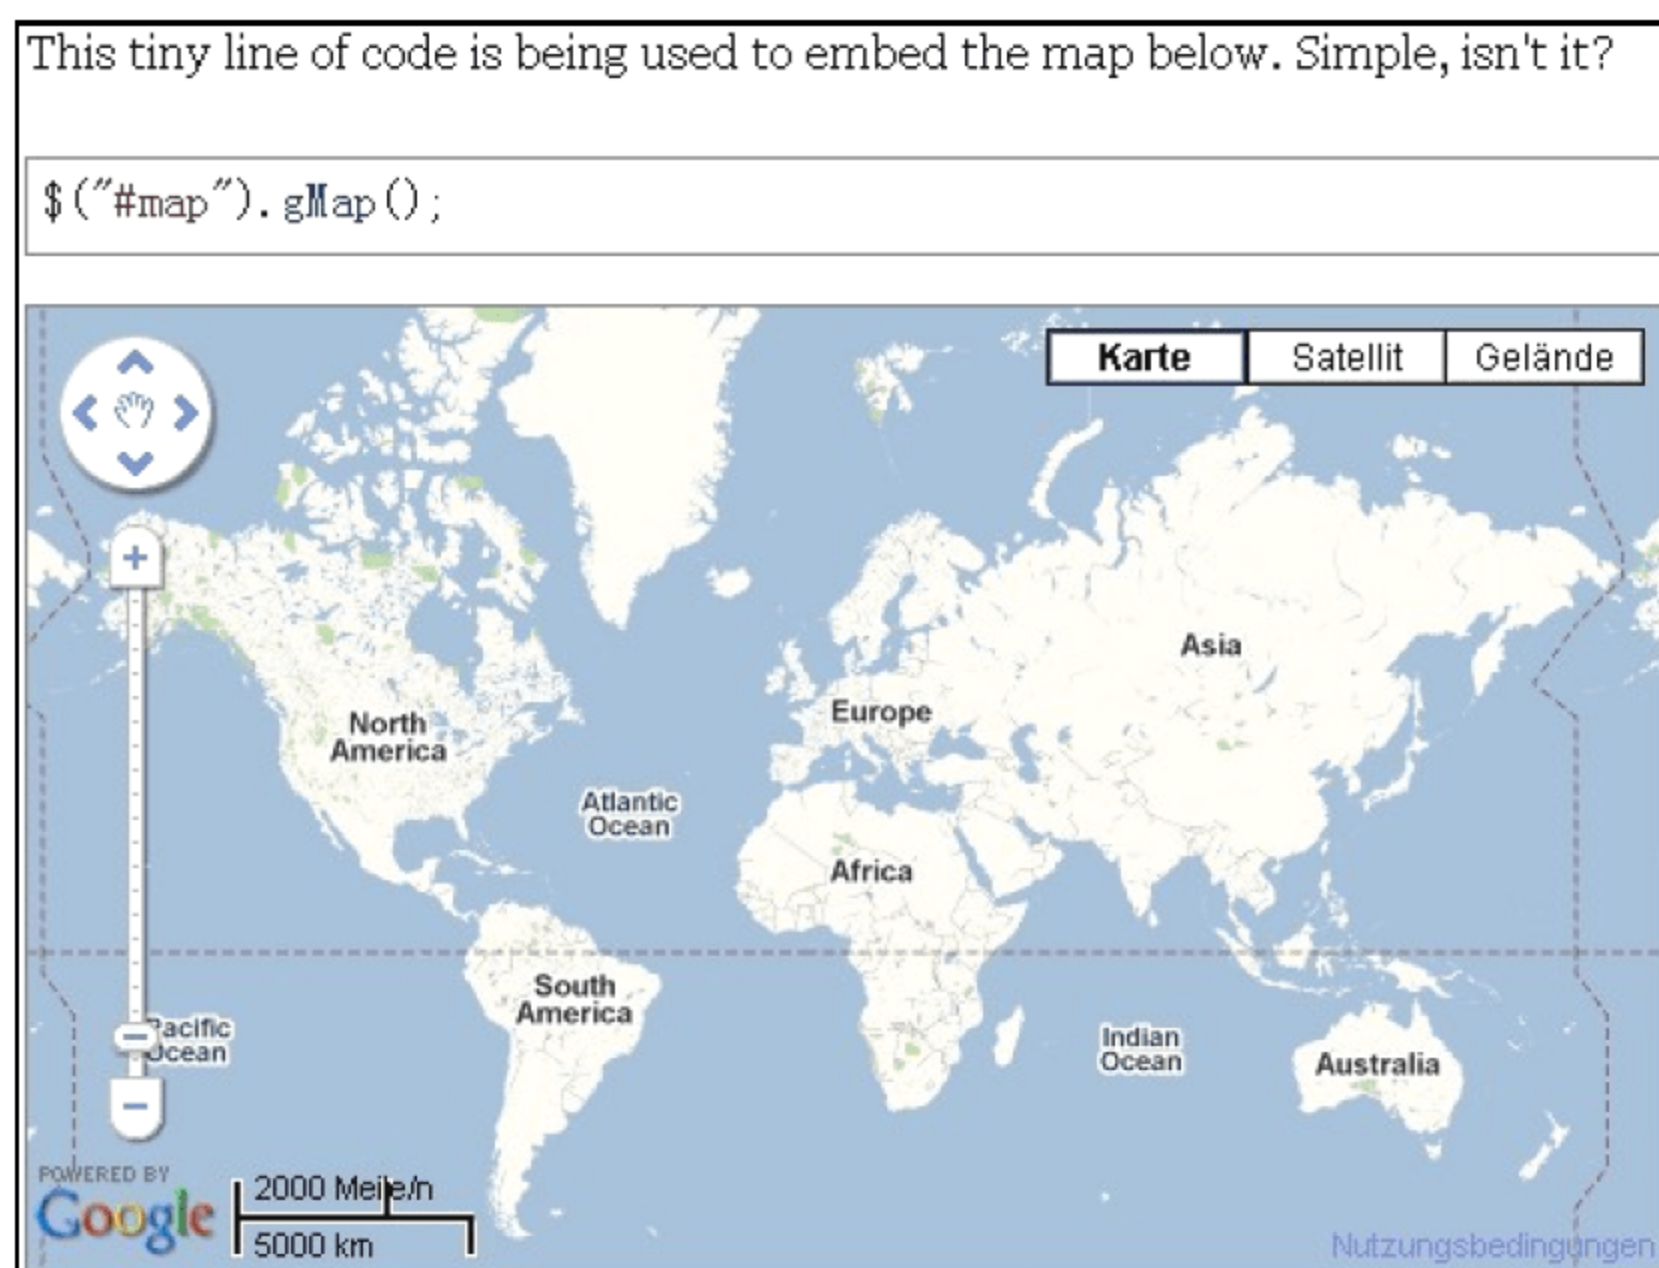 This tiny line of code is being used to embed the map below. Simple, isn't it?
$("#map").gMap();
Karte Satellit Gelände
Asia
Europe
North
America
Atlantic
Ocean
Africa
South
America
Pacific
Ocean
Indian
Ocean
Australia
POWERED BY
Google
2000 Meile/n
5000 km
Nutzungsbedingungen